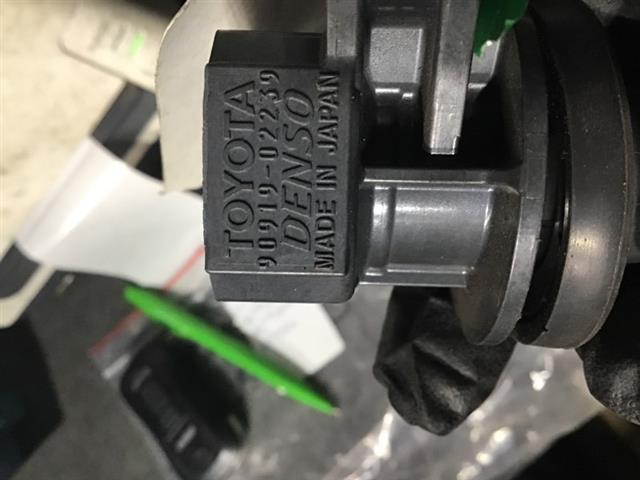 TOYOTA
90919-02239
DENSO
MADE IN JAPAN